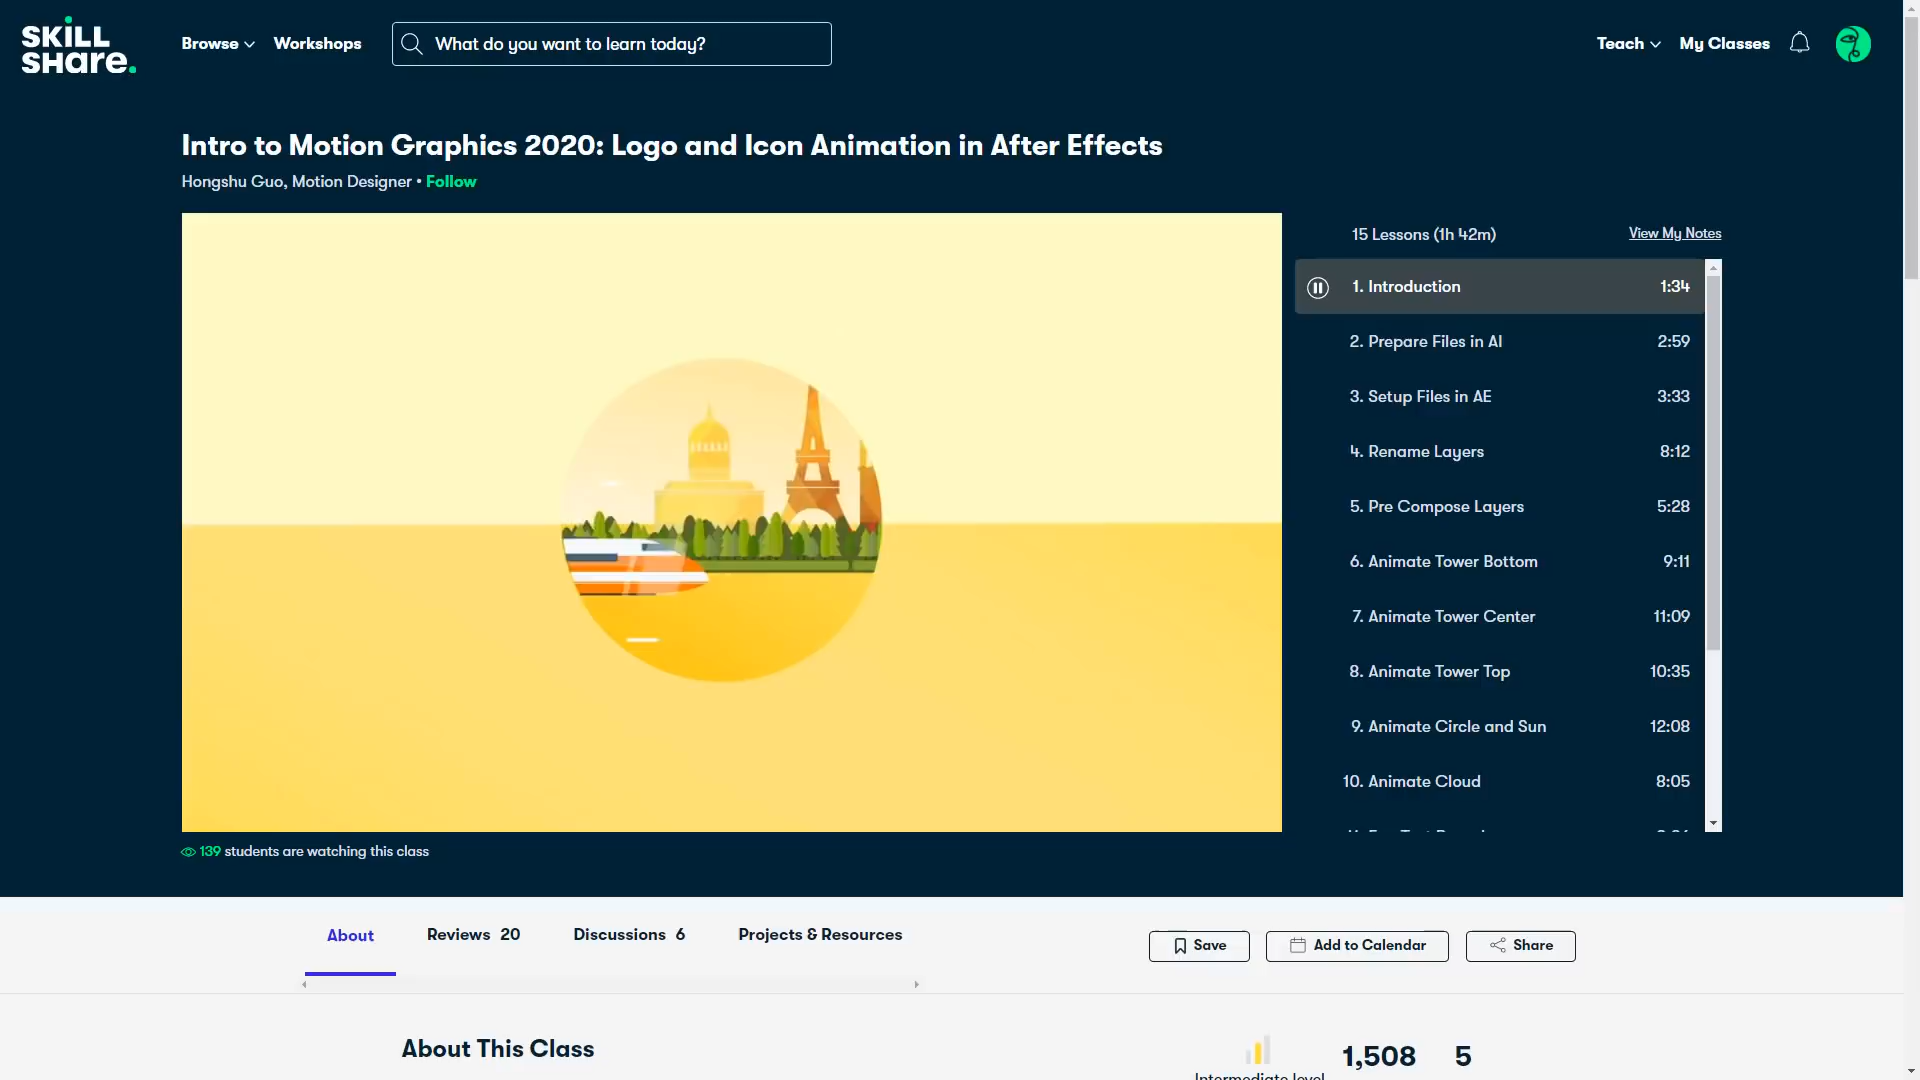 SKiLL
SHare.
Browse
Workshops
What do you want to learn today?
Teach
My Classes
Intro to Motion Graphics 2020: Logo and Icon Animation in After Effects
Hongshu Guo, Motion Designer • Follow
15 Lessons (1h 42m)
View My Notes
1. Introduction 1:34
2. Prepare Files in AI 2:59
3. Setup Files in AE 3:33
4. Rename Layers 8:12
5. Pre Compose Layers 5:28
6. Animate Tower Bottom 9:11
7. Animate Tower Center 11:09
8. Animate Tower Top 10:35
9. Animate Circle and Sun 12:08
10. Animate Cloud 8:05
139 students are watching this class
About
Reviews 20
Discussions 6
Projects & Resources
Save
Add to Calendar
Share
About This Class
1,508
5
Intermediate level